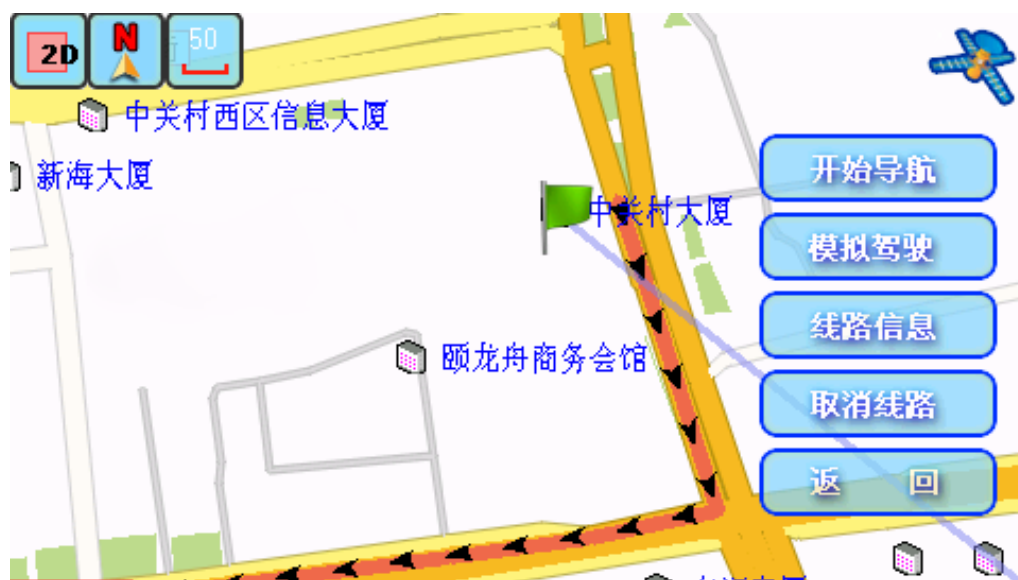 2D
N
50
中关村西区信息大厦
新海大厦
开始导航
中关村大厦
模拟驾驶
线路信息
颐龙舟商务会馆
取消线路
返 回